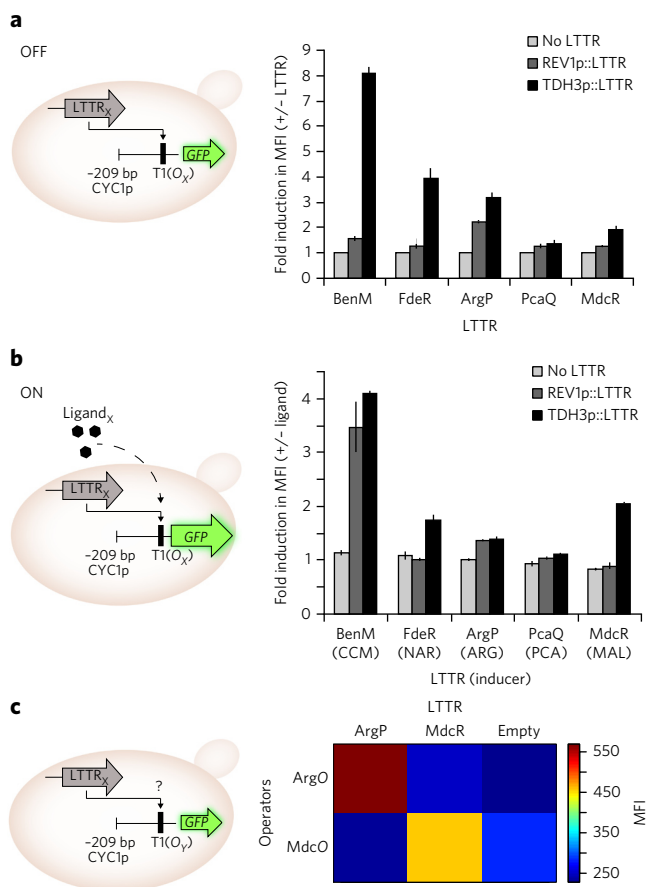 a
OFF
LTTRX
GFP
−209 bp
CYC1p
T1(OX)
Fold induction in MFI (+/− LTTR)
9
8
7
6
5
4
3
2
1
0
No LTTR
REV1p::LTTR
TDH3p::LTTR
BenM FdeR ArgP PcaQ MdcR
LTTR
b
ON
LigandX
LTTRX
GFP
−209 bp
CYC1p
T1(OX)
Fold induction in MFI (+/− ligand)
4
3
2
1
0
No LTTR
REV1p::LTTR
TDH3p::LTTR
BenM FdeR ArgP PcaQ MdcR
(CCM) (NAR) (ARG) (PCA) (MAL)
LTTR (inducer)
c
LTTRX
?
GFP
−209 bp
CYC1p
T1(OY)
LTTR
ArgP MdcR Empty
Operators
ArgO
MdcO
550
450
350
250
MFI